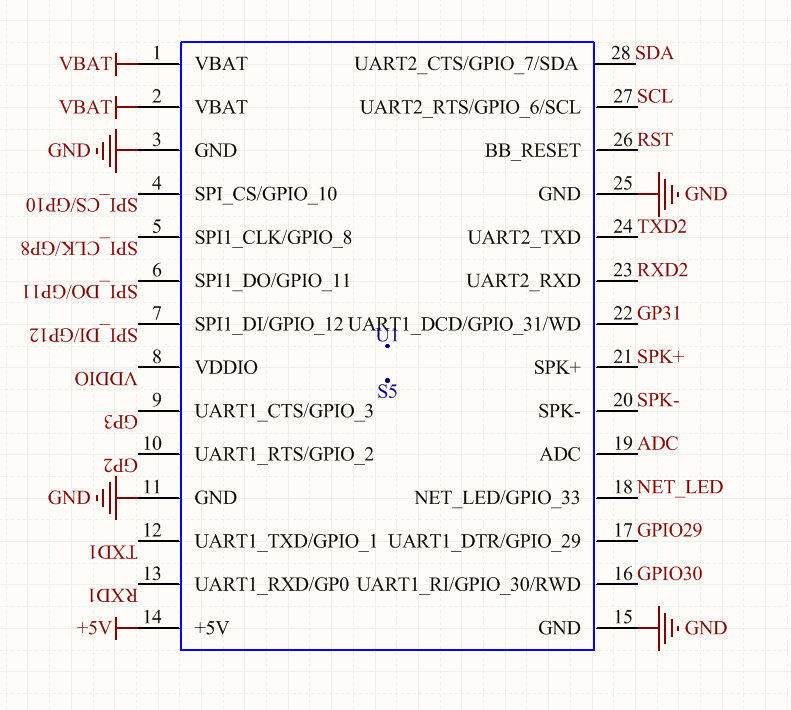 VBAT 1 VBAT UART2_CTS/GPIO_7/SDA 28 SDA
VBAT 2 VBAT UART2_RTS/GPIO_6/SCL 27 SCL
GND 3 GND BB_RESET 26 RST
SPI_CS/GP10 4 SPI_CS/GPIO_10 GND 25 GND
SPI_CLK/GP8 5 SPI1_CLK/GPIO_8 UART2_TXD 24 TXD2
SPI_DO/GP11 6 SPI1_DO/GPIO_11 UART2_RXD 23 RXD2
SPI_DI/GP12 7 SPI1_DI/GPIO_12 UART1_DCD/GPIO_31/WD 22 GP31
U1
VDDIO 8 VDDIO SPK+ 21 SPK+
S5
GP3 9 UART1_CTS/GPIO_3 SPK- 20 SPK-
GP2 10 UART1_RTS/GPIO_2 ADC 19 ADC
GND 11 GND NET_LED/GPIO_33 18 NET_LED
TXD1 12 UART1_TXD/GPIO_1 UART1_DTR/GPIO_29 17 GPIO29
RXD1 13 UART1_RXD/GP0 UART1_RI/GPIO_30/RWD 16 GPIO30
+5V 14 +5V GND 15 GND